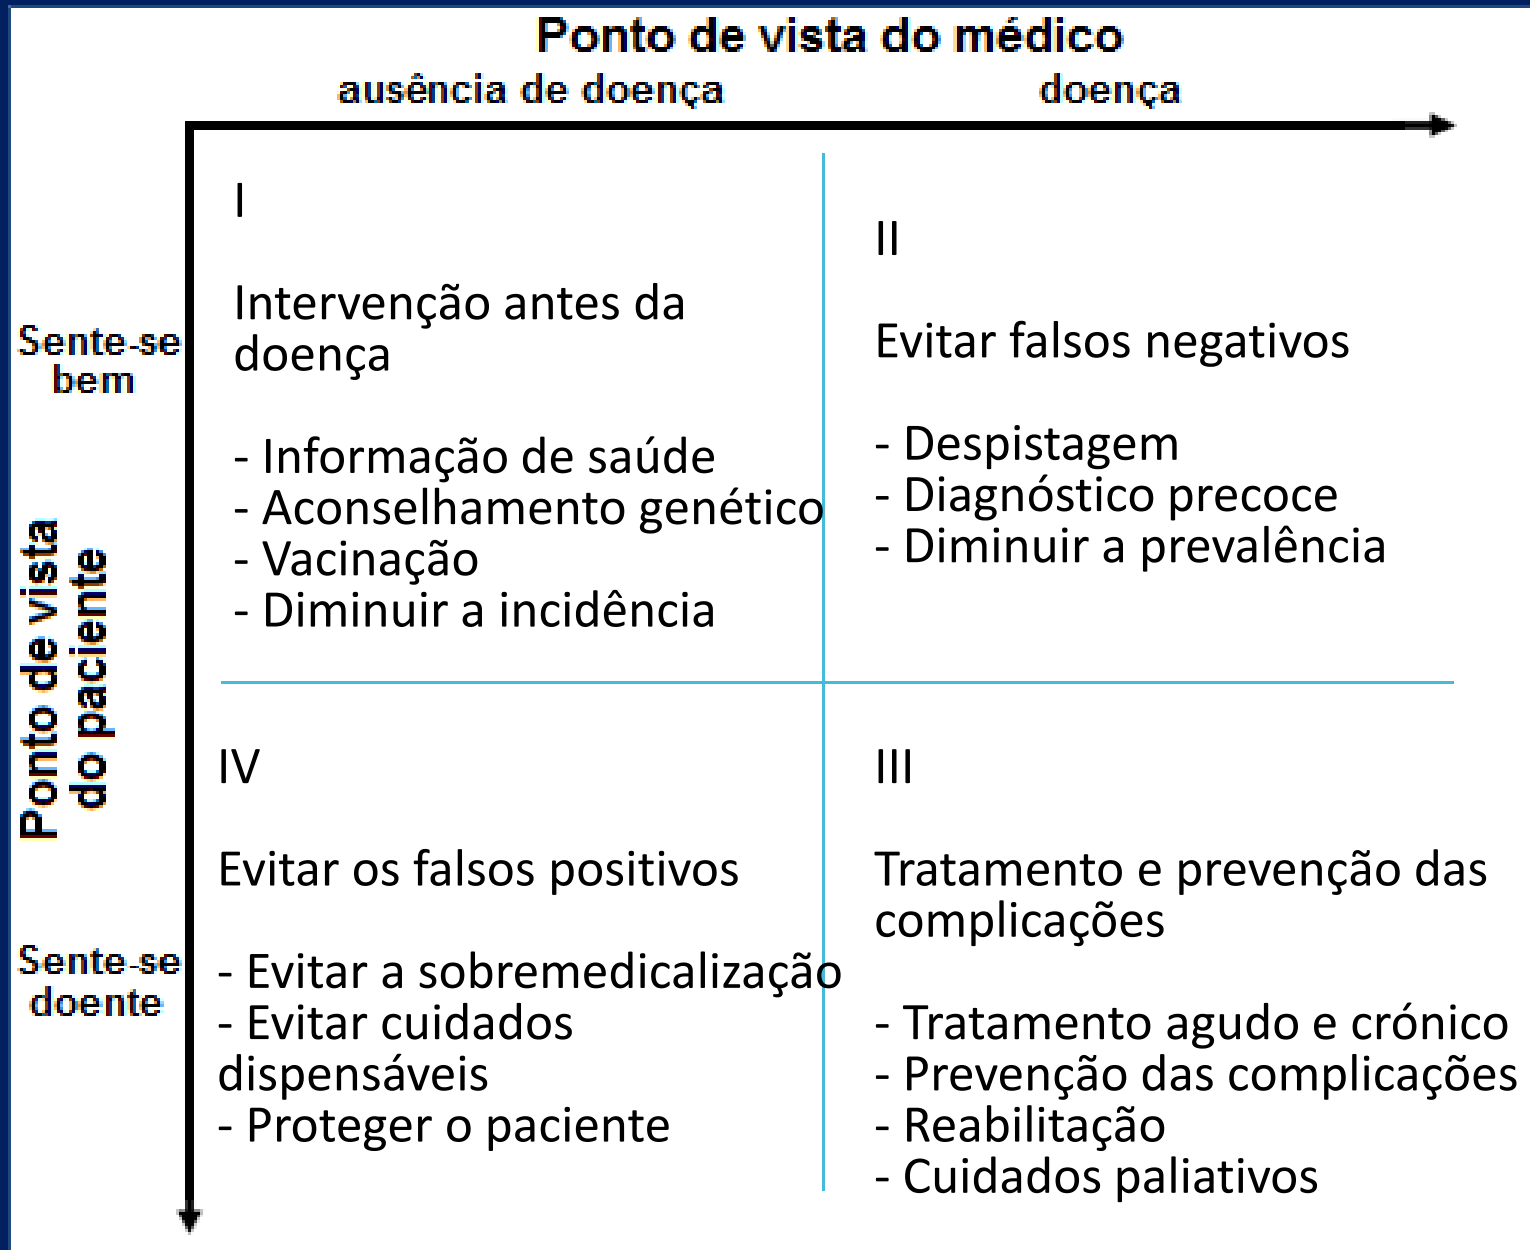 Ponto de vista do médico
ausência de doença
doença
Ponto de vista
do paciente
Sente-se
bem
I
Intervenção antes da
doença
- Informação de saúde
- Aconselhamento genético
- Vacinação
- Diminuir a incidência
II
Evitar falsos negativos
- Despistagem
- Diagnóstico precoce
- Diminuir a prevalência
Sente-se
doente
IV
Evitar os falsos positivos
- Evitar a sobremedicalização
- Evitar cuidados
dispensáveis
- Proteger o paciente
III
Tratamento e prevenção das
complicações
- Tratamento agudo e crónico
- Prevenção das complicações
- Reabilitação
- Cuidados paliativos